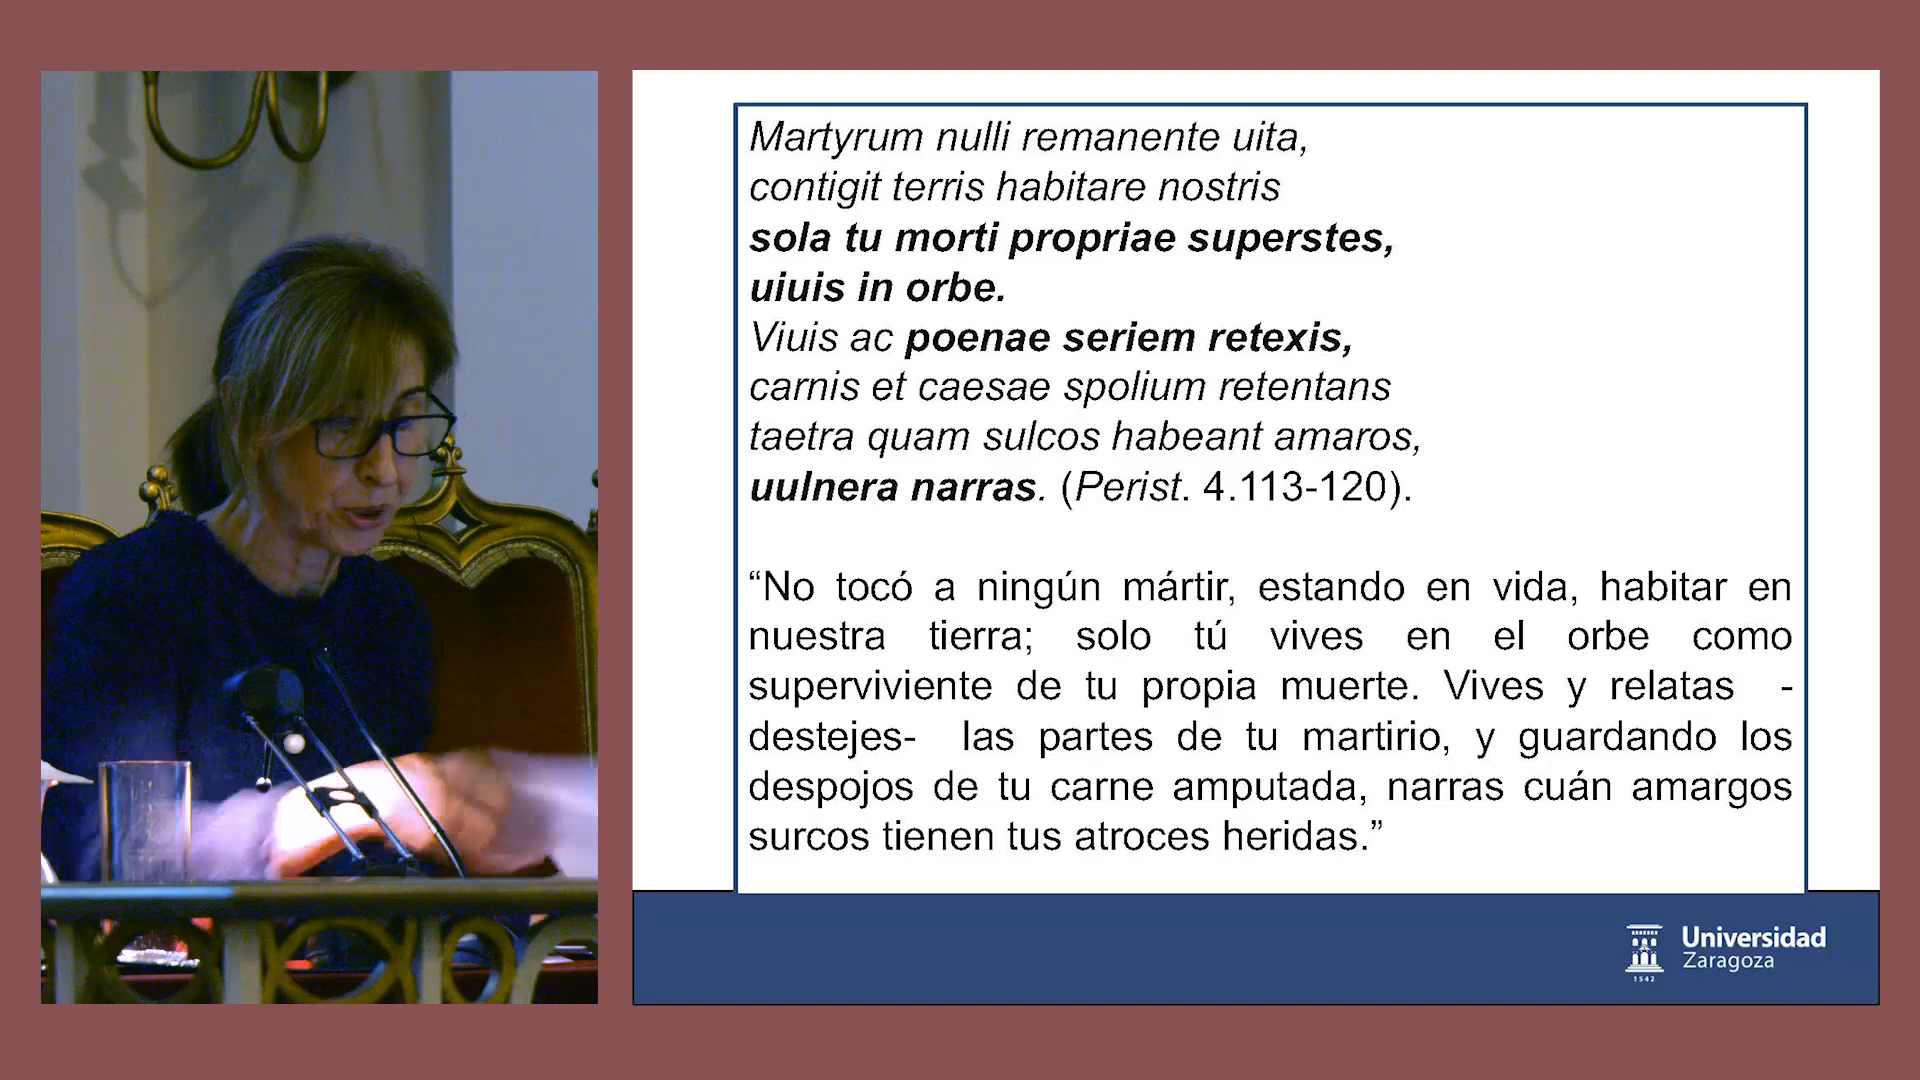 Martyrum nulli remanente uita,
contigit terris habitare nostris
sola tu morti propriae superstes,
uiuis in orbe.
Viuis ac poenae seriem retexis,
carnis et caesae spolium retentans
taetra quam sulcos habeant amaros,
uulnera narras. (Perist. 4.113-120).
“No tocó a ningún mártir, estando en vida, habitar en
nuestra tierra; solo tú vives en el orbe como
superviviente de tu propia muerte. Vives y relatas -
destejes- las partes de tu martirio, y guardando los
despojos de tu carne amputada, narras cuán amargos
surcos tienen tus atroces heridas.”
Universidad
Zaragoza
1542